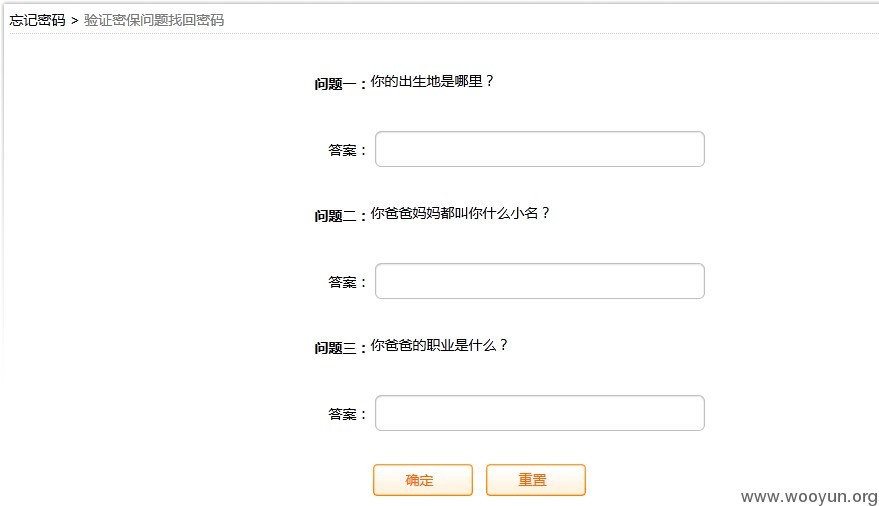 忘记密码 > 验证密保问题找回密码
问题一：你的出生地是哪里？
答案：
问题二：你爸爸妈妈都叫你什么小名？
答案：
问题三：你爸爸的职业是什么？
答案：
确定 重置
www.wooyun.org